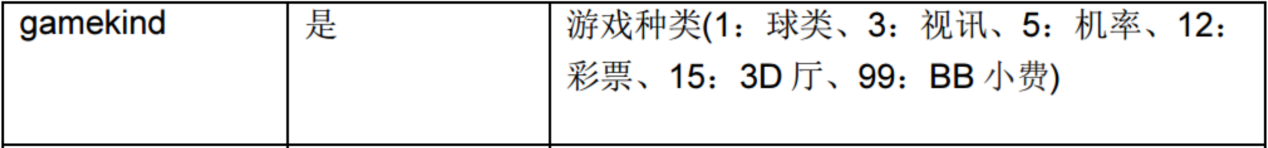 gamekind 是 游戏种类(1：球类、3：视讯、5：机率、12：
彩票、15：3D 厅、99：BB 小费)